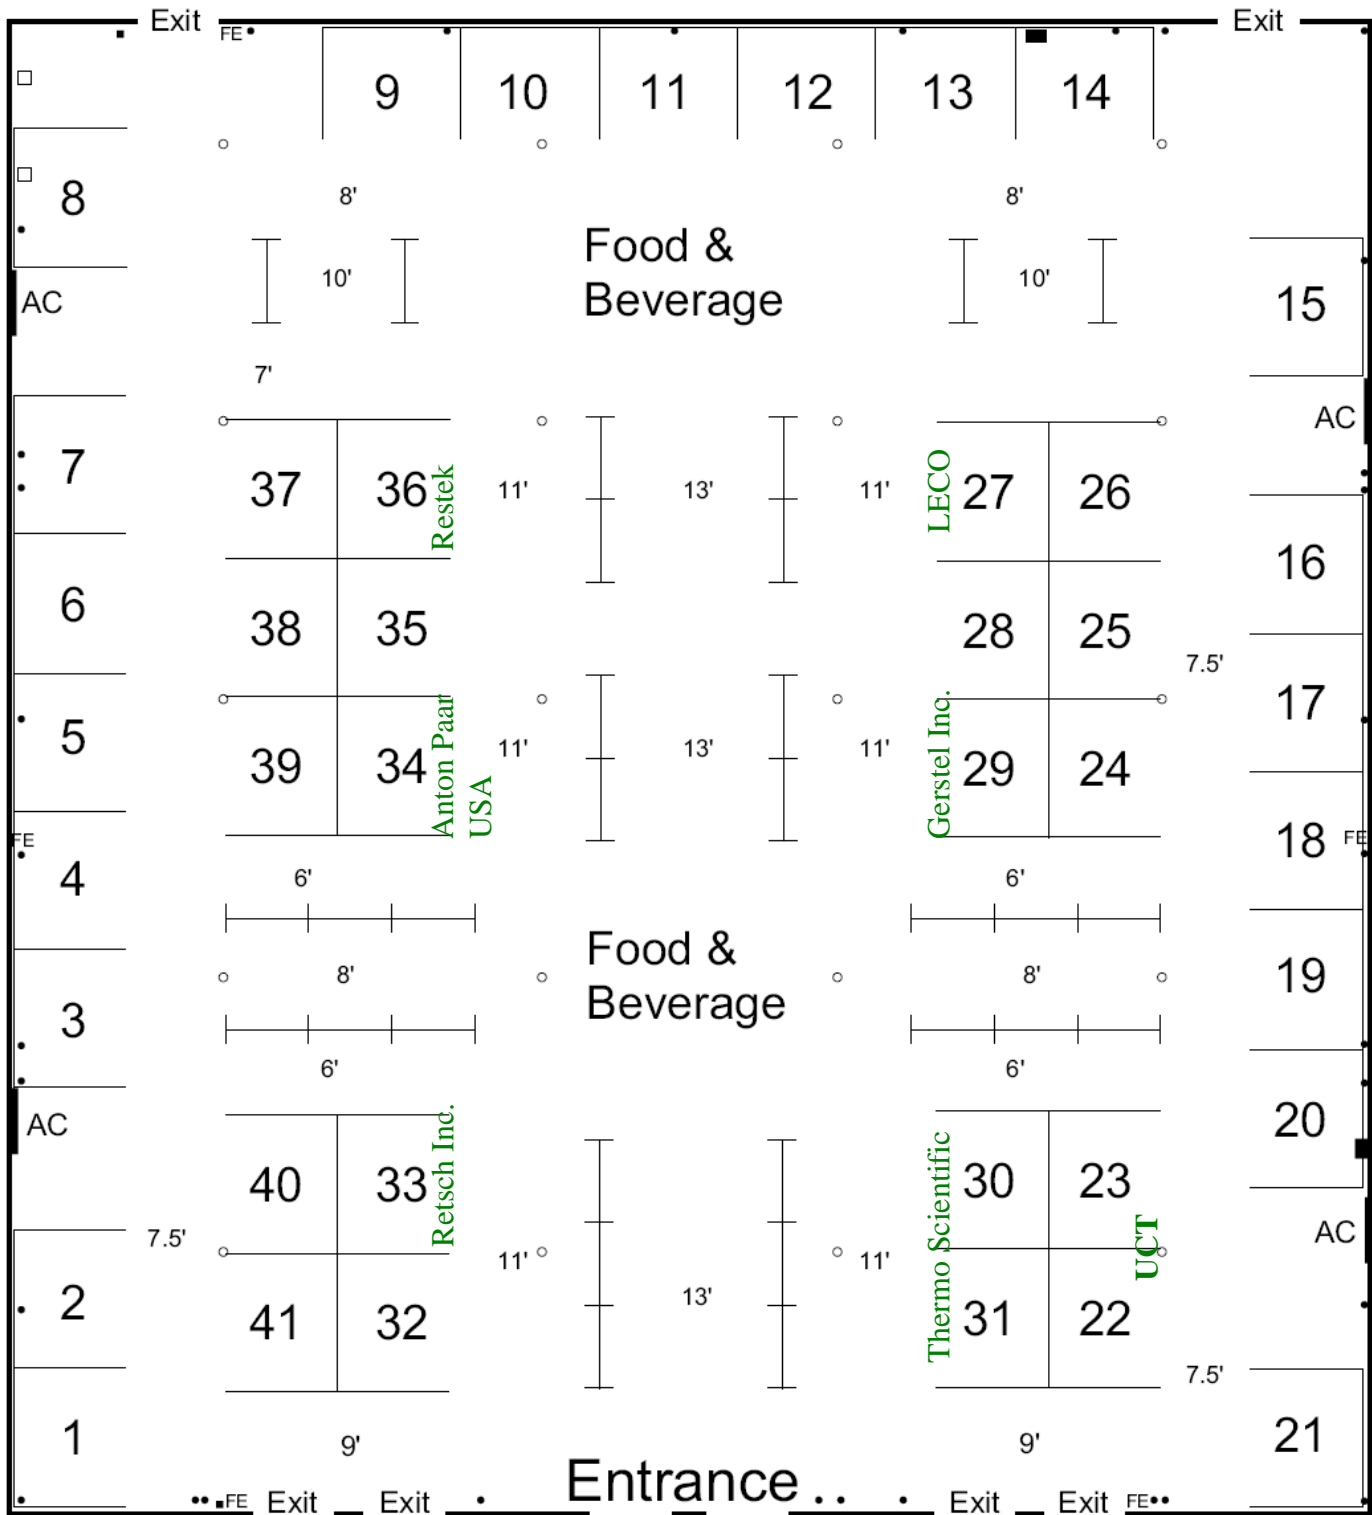 Exit
Exit
FE
9
10
11
12
13
14
8
8'
8'
Food &
Beverage
10'
10'
AC
15
7'
AC
7
37
36
Restek
11'
13'
11'
LECO
27
26
16
6
38
35
28
25
7.5'
17
5
39
34
Anton Paar
USA
11'
13'
11'
Gerstel Inc.
29
24
FE
18
FE
4
6'
6'
Food &
Beverage
8'
8'
19
3
6'
6'
AC
20
40
33
Retsch Inc.
Thermo Scientific
30
23
7.5'
11'
11'
UCT
AC
2
13'
41
32
31
22
7.5'
1
9'
9'
21
Entrance
FE
Exit
Exit
Exit
Exit
FE